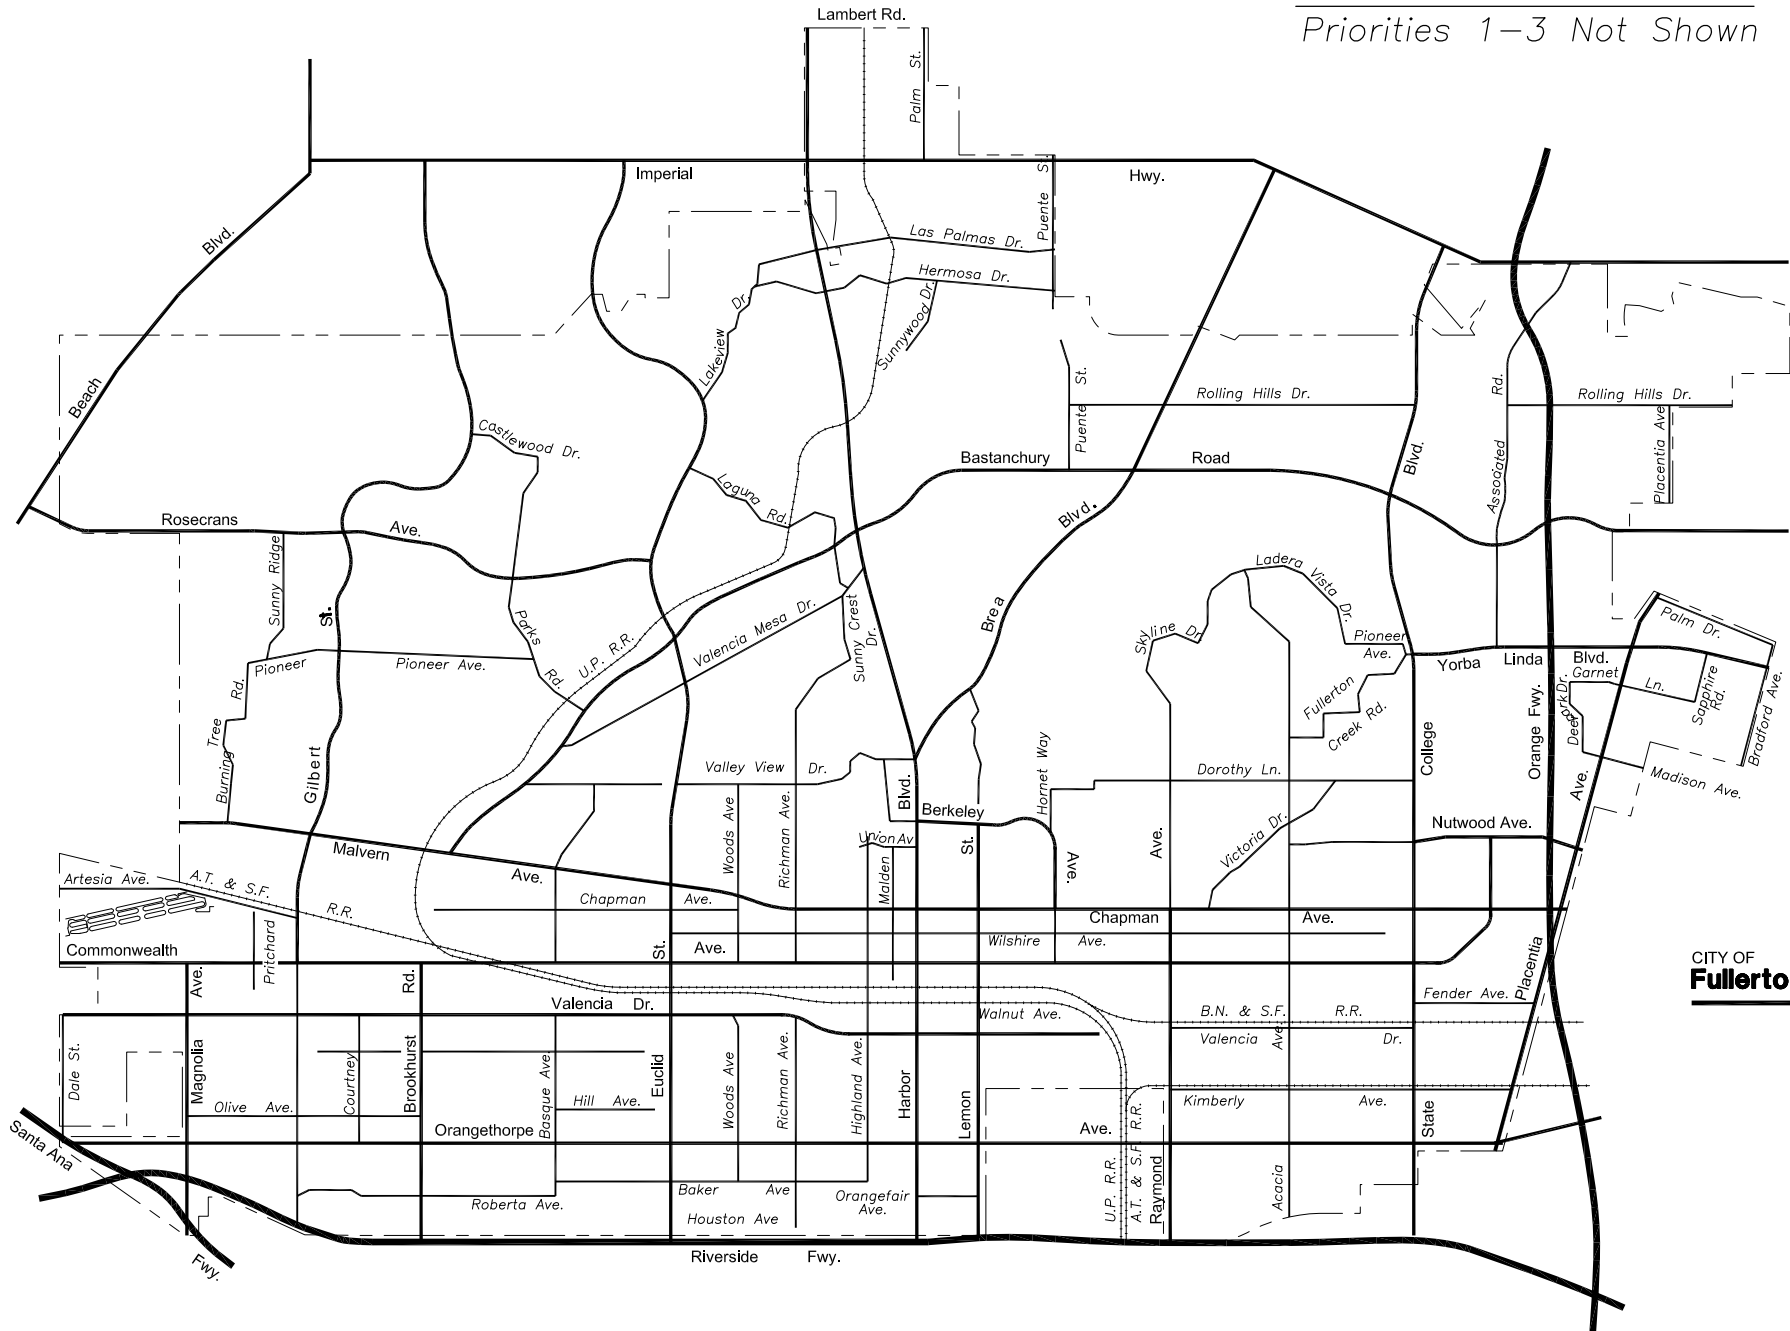 Lambert Rd.
Priorities 1-3 Not Shown
Palm St.
Imperial
Hwy.
Puente St.
Blvd.
Las Palmas Dr.
Hermosa Dr.
Sunnywood Dr.
Lakeview Dr.
Beach
Puente St.
Rolling Hills Dr.
Associated Rd.
Rolling Hills Dr.
Placentia Ave
Castlewood Dr.
Bastanchury
Road
Blvd.
Laguna Rd.
Rosecrans
Ave.
Blvd.
Brea
Sunny Ridge
St.
Parks Rd.
U.P. R.R.
Valencia Mesa Dr.
Sunny Crest Dr.
Skyline Dr
Ladera Vista Dr.
Pioneer
Ave.
Palm Dr.
Pioneer
Pioneer Ave.
Yorba
Linda
Blvd.
Garnet
Ln.
Sapphire
Rd.
Bradford Ave.
Fullerton
Creek Rd.
Park Dr.
Deer
Burning Tree Rd.
Gilbert
Valley View Dr.
Blvd.
Hornet Way
Dorothy Ln.
College
Orange Fwy.
Ave.
Madison Ave.
Berkeley
Woods Ave
Richman Ave.
Union Av
Malden
St.
Ave.
Ave.
Victoria Dr.
Nutwood Ave.
Malvern
Ave.
Artesia Ave.
A.T. & S.F.
R.R.
Chapman
Ave.
Chapman
Ave.
Commonwealth
Pritchard
St.
Ave.
Wilshire
Ave.
Placentia
CITY OF
Fullerto
Ave.
Rd.
Valencia Dr.
Walnut Ave.
B.N. & S.F.
R.R.
Fender Ave.
Valencia
Ave.
Dr.
Dale St.
Magnolia
Courtney
Brookhurst
Basque Ave.
Euclid
Woods Ave
Richman Ave.
Highland Ave.
Harbor
Lemon
Olive Ave.
Hill Ave.
Kimberly
Ave.
State
Orangethorpe
Ave.
Santa Ana
U.P. R.R.
A.T. & S.F. R.R.
Raymond
Acacia
Roberta Ave.
Baker
Ave
Orangefair
Ave.
Houston Ave
Riverside
Fwy.
Fwy.